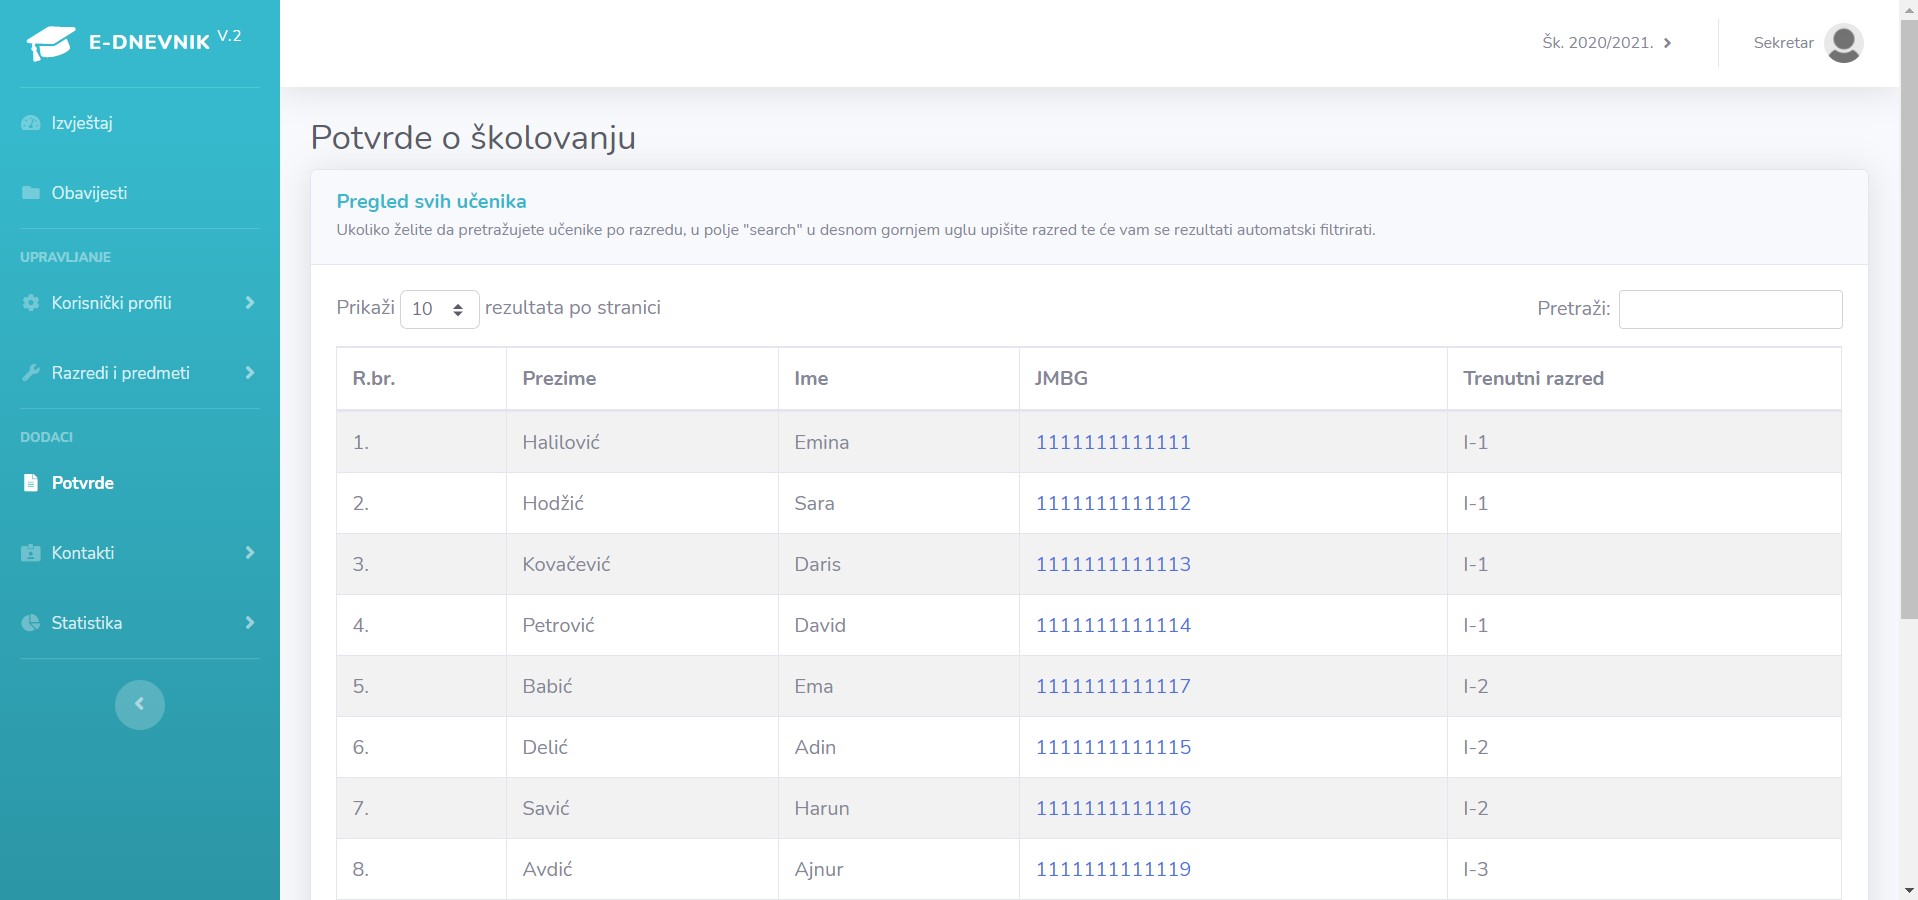 E-DNEVNIK V.2
Izvještaj
Obavijesti
UPRAVLJANJE
Korisnički profili
Razredi i predmeti
DODACI
Potvrde
Kontakti
Statistika
Šk. 2020/2021.
Sekretar
Potvrde o školovanju
Pregled svih učenika
Ukoliko želite da pretražujete učenike po razredu, u polje "search" u desnom gornjem uglu upišite razred te će vam se rezultati automatski filtrirati.
Prikaži 10 rezultata po stranici
Pretraži:
R.br. Prezime Ime JMBG Trenutni razred
1. Halilović Emina 1111111111111 I-1
2. Hodžić Sara 1111111111112 I-1
3. Kovačević Daris 1111111111113 I-1
4. Petrović David 1111111111114 I-1
5. Babić Ema 1111111111117 I-2
6. Delić Adin 1111111111115 I-2
7. Savić Harun 1111111111116 I-2
8. Avdić Ajnur 1111111111119 I-3